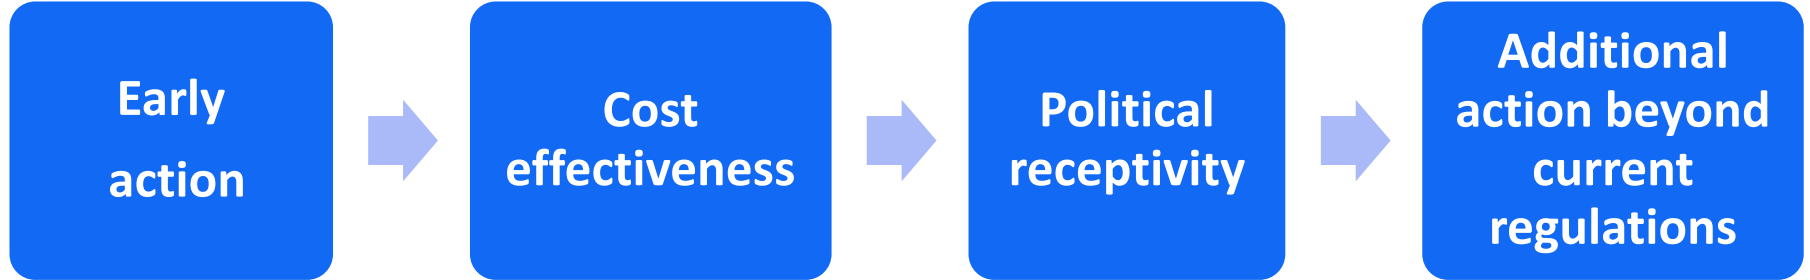 Early
action
Cost
effectiveness
Political
receptivity
Additional
action beyond
current
regulations